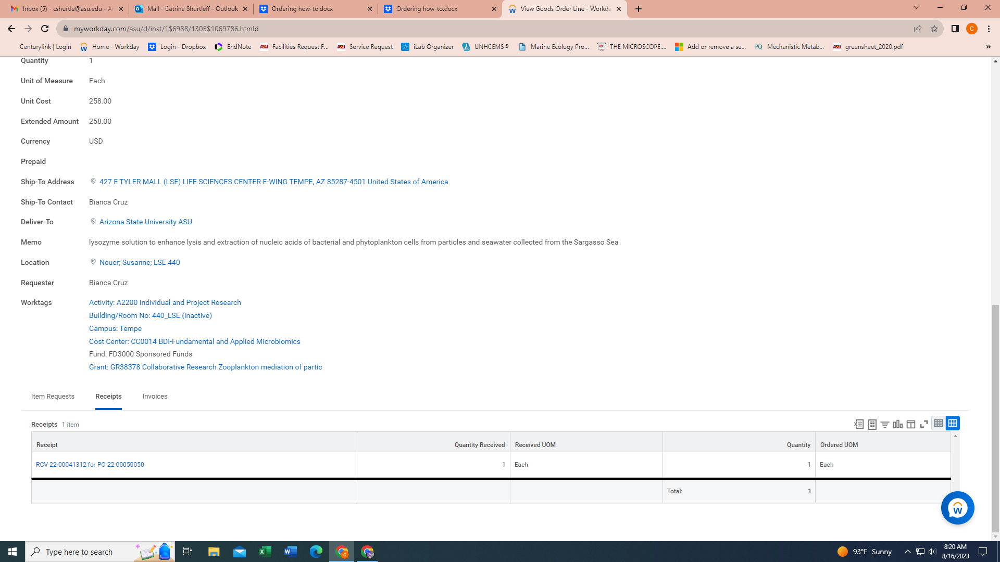 Inbox (5) - cshurtle@asu.edu - Ar
Mail - Catrina Shurtleff - Outlook
Ordering how-to.docx
Ordering how-to.docx
View Goods Order Line - Workda
myworkday.com/asu/d/inst/1$6988/1305$1069786.htmld
C
Centurylink | Login
Home - Workday
Login - Dropbox
EndNote
ASU Facilities Request F...
ASU Service Request
iLab Organizer
UNHCEMS®
Marine Ecology Pro...
THE MICROSCOPE....
Add or remove a se...
PQ Mechanistic Metab...
ASU greensheet_2020.pdf
»
Quantity 1
Unit of Measure Each
Unit Cost 258.00
Extended Amount 258.00
Currency USD
Prepaid
Ship-To Address 427 E TYLER MALL (LSE) LIFE SCIENCES CENTER E-WING TEMPE, AZ 85287-4501 United States of America
Ship-To Contact Bianca Cruz
Deliver-To Arizona State University ASU
Memo lysozyme solution to enhance lysis and extraction of nucleic acids of bacterial and phytoplankton cells from particles and seawater collected from the Sargasso Sea
Location Neuer; Susanne; LSE 440
Requester Bianca Cruz
Worktags Activity: A2200 Individual and Project Research
Building/Room No: 440_LSE (inactive)
Campus: Tempe
Cost Center: CC0014 BDI-Fundamental and Applied Microbiomics
Fund: FD3000 Sponsored Funds
Grant: GR38378 Collaborative Research Zooplankton mediation of partic
Item Requests Receipts Invoices
Receipts 1 item
Receipt Quantity Received Received UOM Quantity Ordered UOM
RCV-22-00041312 for PO-22-00050050 1 Each 1 Each
Total: 1
Type here to search
93°F Sunny
8:20 AM
8/16/2023